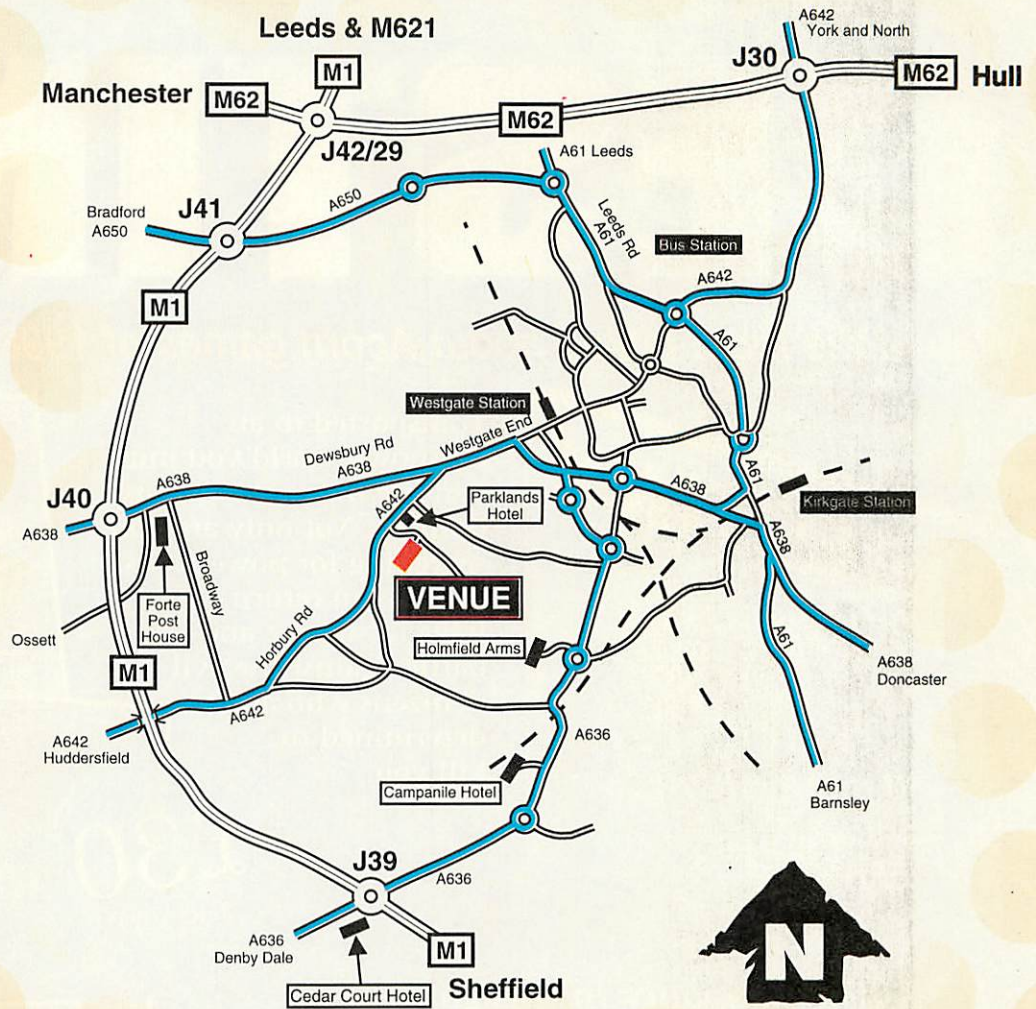 A642
York and North
Leeds & M621
J30
M1
M62
Hull
Manchester
M62
M62
J42/29
A61 Leeds
A650
Bradford
A650
J41
Leeds Rd
A61
Bus Station
A642
M1
A61
Westgate Station
Westgate End
Dewsbury Rd
A638
A638
J40
A638
A642
Parklands
Hotel
A638
A61
Kirkgate Station
A638
Broadway
Forte
Post
House
VENUE
Ossett
Horbury Rd
Holmfield Arms
A61
A638
Doncaster
M1
A642
A642
Huddersfield
A636
Campanile Hotel
A61
Barnsley
J39
A636
A636
Denby Dale
M1
N
Cedar Court Hotel
Sheffield